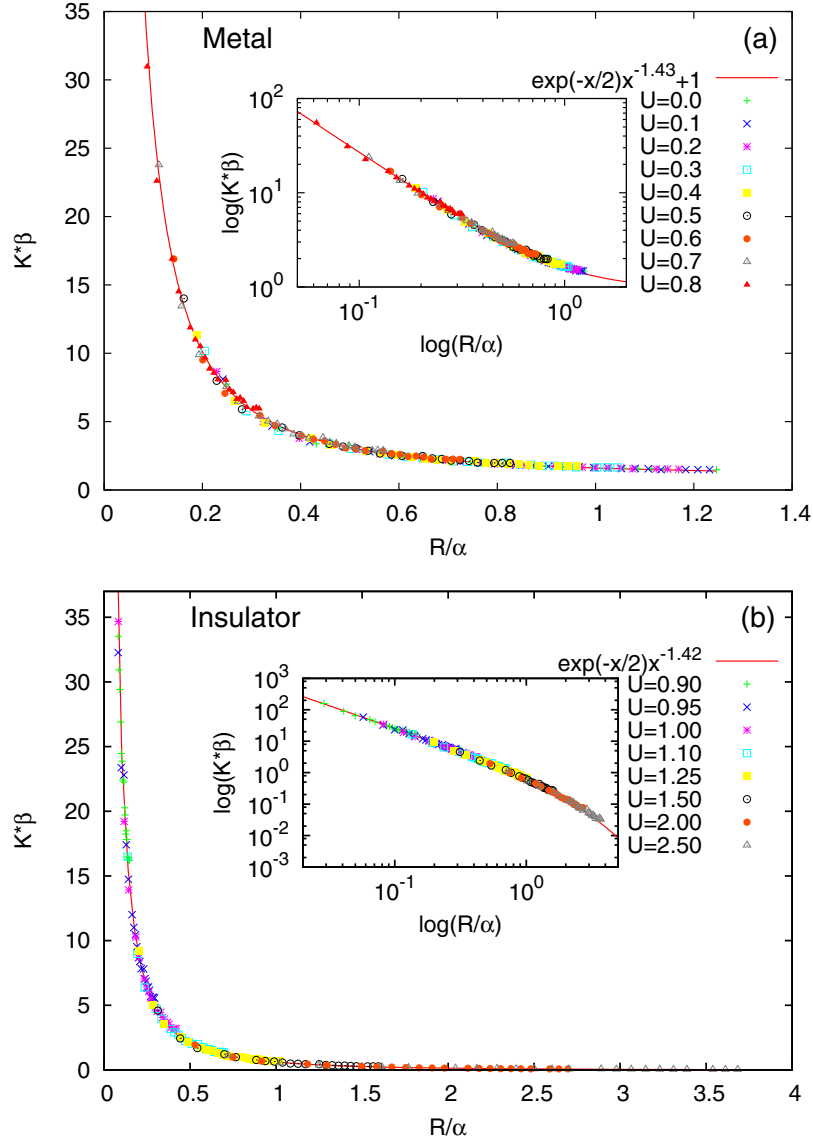 Metal
(a)
K*β
35
30
25
20
15
10
5
0
0
0.2
0.4
0.6
0.8
1
1.2
1.4
R/α
exp(-x/2)x^-1.43+1
U=0.0
U=0.1
U=0.2
U=0.3
U=0.4
U=0.5
U=0.6
U=0.7
U=0.8
log(K*β)
10^2
10^1
10^0
10^-1
10^0
log(R/α)
Insulator
(b)
K*β
35
30
25
20
15
10
5
0
0
0.5
1
1.5
2
2.5
3
3.5
4
R/α
exp(-x/2)x^-1.42
U=0.90
U=0.95
U=1.00
U=1.10
U=1.25
U=1.50
U=2.00
U=2.50
log(K*β)
10^3
10^2
10^1
10^0
10^-1
10^-2
10^-3
10^-1
10^0
log(R/α)